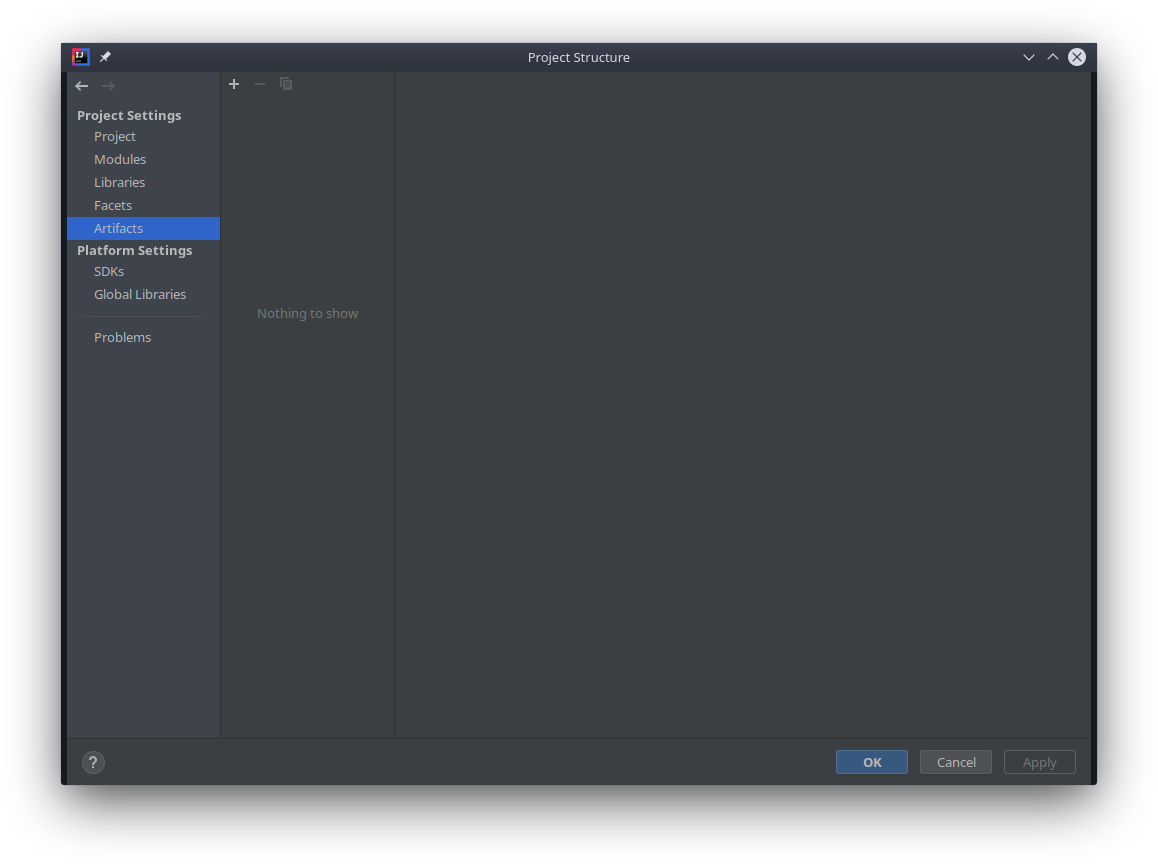 Project Structure
Project Settings
Project
Modules
Libraries
Facets
Artifacts
Platform Settings
SDKs
Global Libraries
Problems
Nothing to show
? OK Cancel Apply